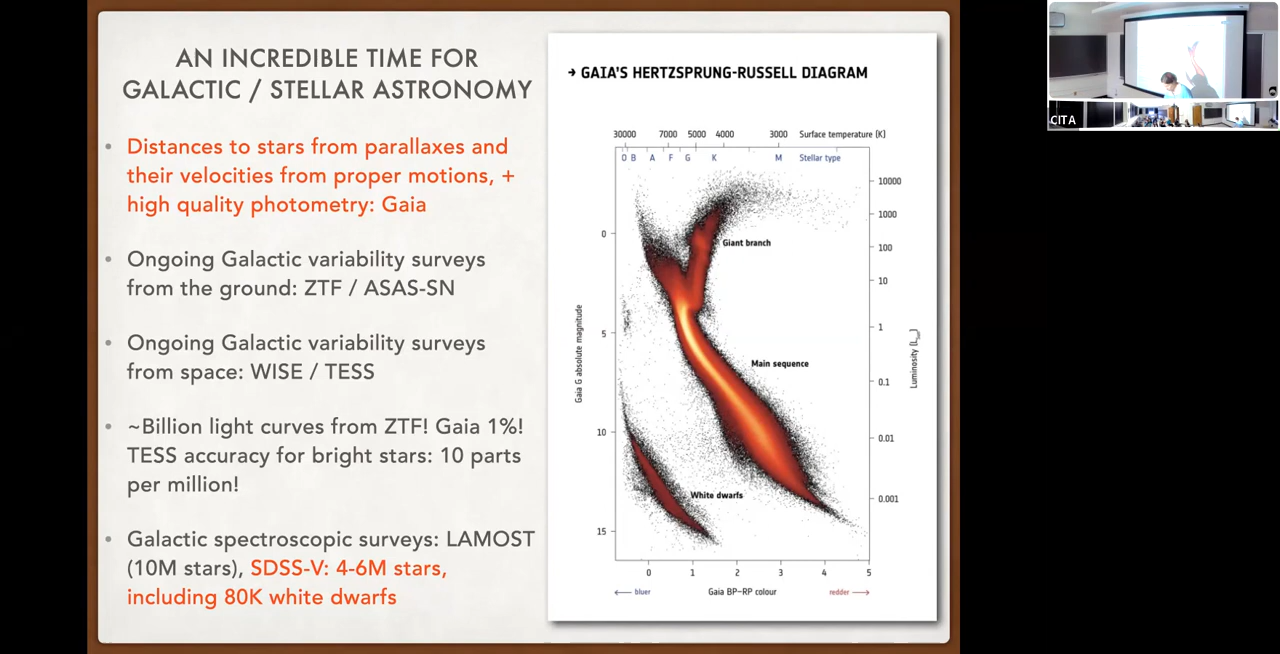 AN INCREDIBLE TIME FOR
GALACTIC / STELLAR ASTRONOMY
• Distances to stars from parallaxes and
their velocities from proper motions, +
high quality photometry: Gaia
• Ongoing Galactic variability surveys
from the ground: ZTF / ASAS-SN
• Ongoing Galactic variability surveys
from space: WISE / TESS
• ~Billion light curves from ZTF! Gaia 1%!
TESS accuracy for bright stars: 10 parts
per million!
• Galactic spectroscopic surveys: LAMOST
(10M stars), SDSS-V: 4-6M stars,
including 80K white dwarfs
→ GAIA'S HERTZSPRUNG-RUSSELL DIAGRAM
30000 7000 5000 4000 3000 Surface temperature [K]
O B A F G K M Stellar type
10000
1000
0
Giant branch
100
10
5
1
Main sequence
0.1
10
0.01
White dwarfs
0.001
15
Gaia G absolute magnitude
Luminosity [L
0 1 2 3 4 5
← bluer Gaia BP–RP colour redder →
CITA